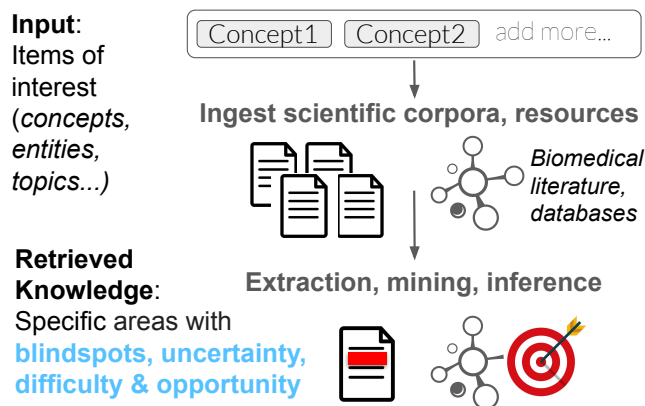 Input:
Items of
interest
(concepts,
entities,
topics...)
Concept1 Concept2 add more...
Ingest scientific corpora, resources
Biomedical
literature,
databases
Extraction, mining, inference
Retrieved
Knowledge:
Specific areas with
blindspots, uncertainty,
difficulty & opportunity